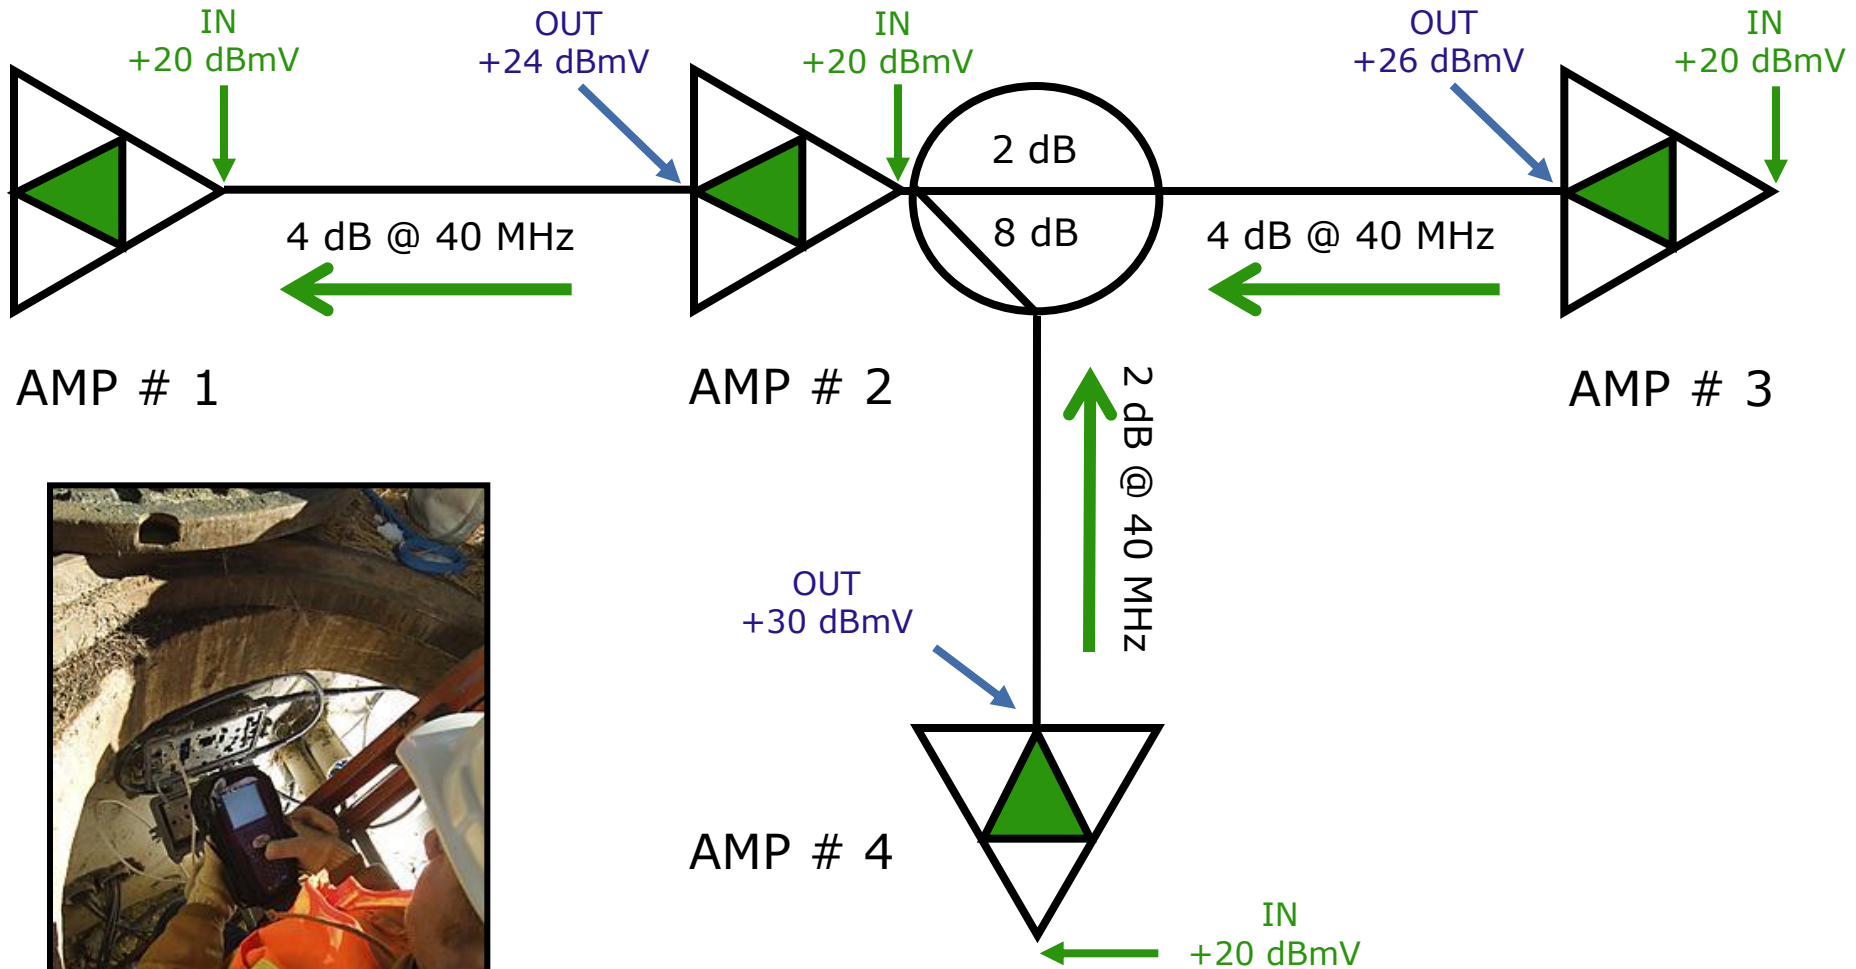 IN
+20 dBmV
OUT
+24 dBmV
IN
+20 dBmV
OUT
+26 dBmV
IN
+20 dBmV
2 dB
8 dB
4 dB @ 40 MHz
4 dB @ 40 MHz
AMP # 1
AMP # 2
AMP # 3
2 dB @ 40 MHz
OUT
+30 dBmV
AMP # 4
IN
+20 dBmV